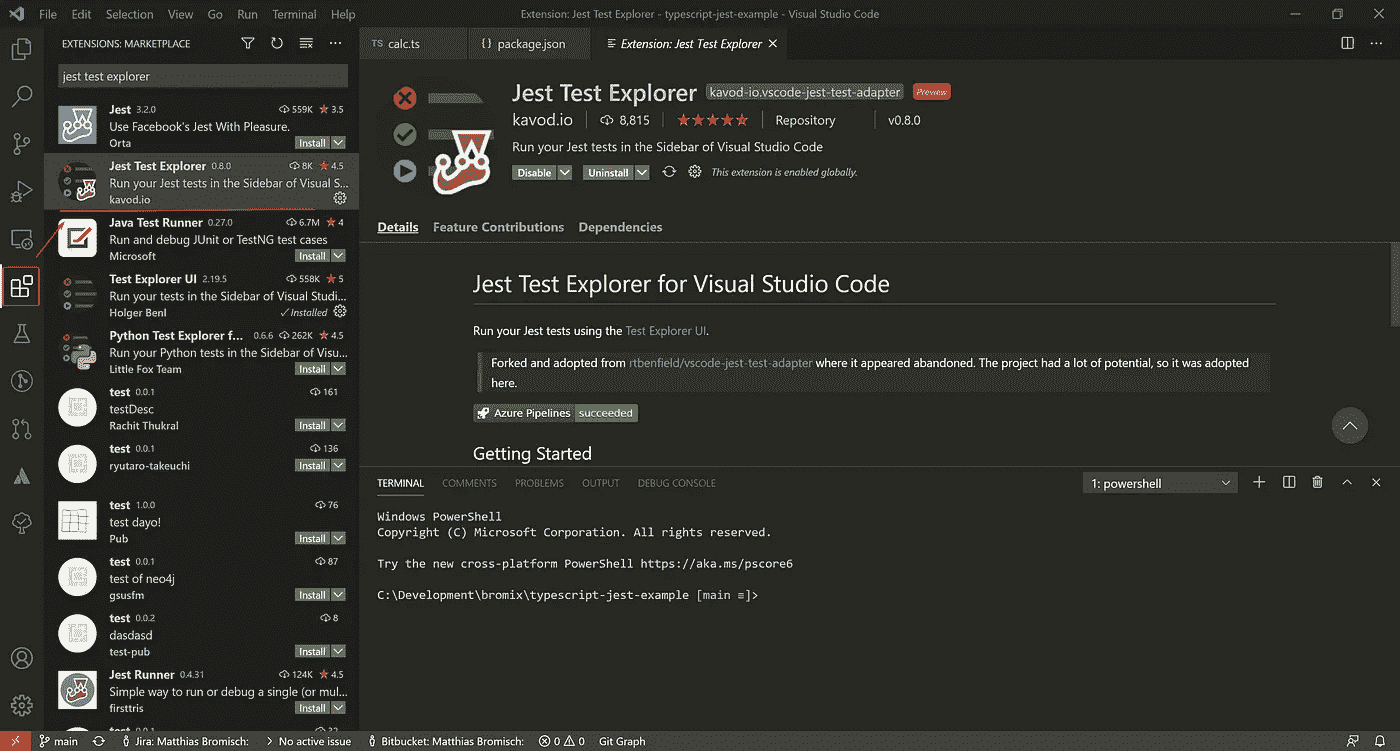 File Edit Selection View Go Run Terminal Help
Extension: Jest Test Explorer - typescript-jest-example - Visual Studio Code
EXTENSIONS: MARKETPLACE
jest test explorer
Jest 3.2.0 559K 3.5
Use Facebook's Jest With Pleasure.
Orta Install
Jest Test Explorer 0.8.0 8K 4.5
Run your Jest tests in the Sidebar of Visual S...
kavod.io
Java Test Runner 0.27.0 6.7M 4
Run and debug JUnit or TestNG test cases
Microsoft Install
Test Explorer UI 2.19.5 558K 5
Run your tests in the Sidebar of Visual Studi...
Holger Benl ✓Installed
Python Test Explorer f... 0.6.6 262K 4.5
Run your Python tests in the Sidebar of Visu...
Little Fox Team Install
test 0.0.1 161
testDesc
Rachit Thukral Install
test 0.0.1 136
ryutaro-takeuchi Install
test 1.0.0 76
test dayo!
Pub Install
test 0.0.1 87
test of neo4j
gsusfm Install
test 0.0.2 8
dasdasd
test-pub Install
Jest Runner 0.4.31 124K 4.5
Simple way to run or debug a single (or mul...
firsttris Install
TS calc.ts
{} package.json
Extension: Jest Test Explorer
Jest Test Explorer kavod-io.vscode-jest-test-adapter Preview
kavod.io 8,815 Repository v0.8.0
Run your Jest tests in the Sidebar of Visual Studio Code
Disable Uninstall This extension is enabled globally.
Details Feature Contributions Dependencies
Jest Test Explorer for Visual Studio Code
Run your Jest tests using the Test Explorer UI.
Forked and adopted from rtbenfield/vscode-jest-test-adapter where it appeared abandoned. The project had a lot of potential, so it was adopted
here.
Azure Pipelines succeeded
Getting Started
TERMINAL COMMENTS PROBLEMS OUTPUT DEBUG CONSOLE
1: powershell
Windows PowerShell
Copyright (C) Microsoft Corporation. All rights reserved.
Try the new cross-platform PowerShell https://aka.ms/pscore6
C:\Development\bromix\typescript-jest-example [main ≡]>
main Jira: Matthias Bromisch: No active issue Bitbucket: Matthias Bromisch: 0 0 Git Graph